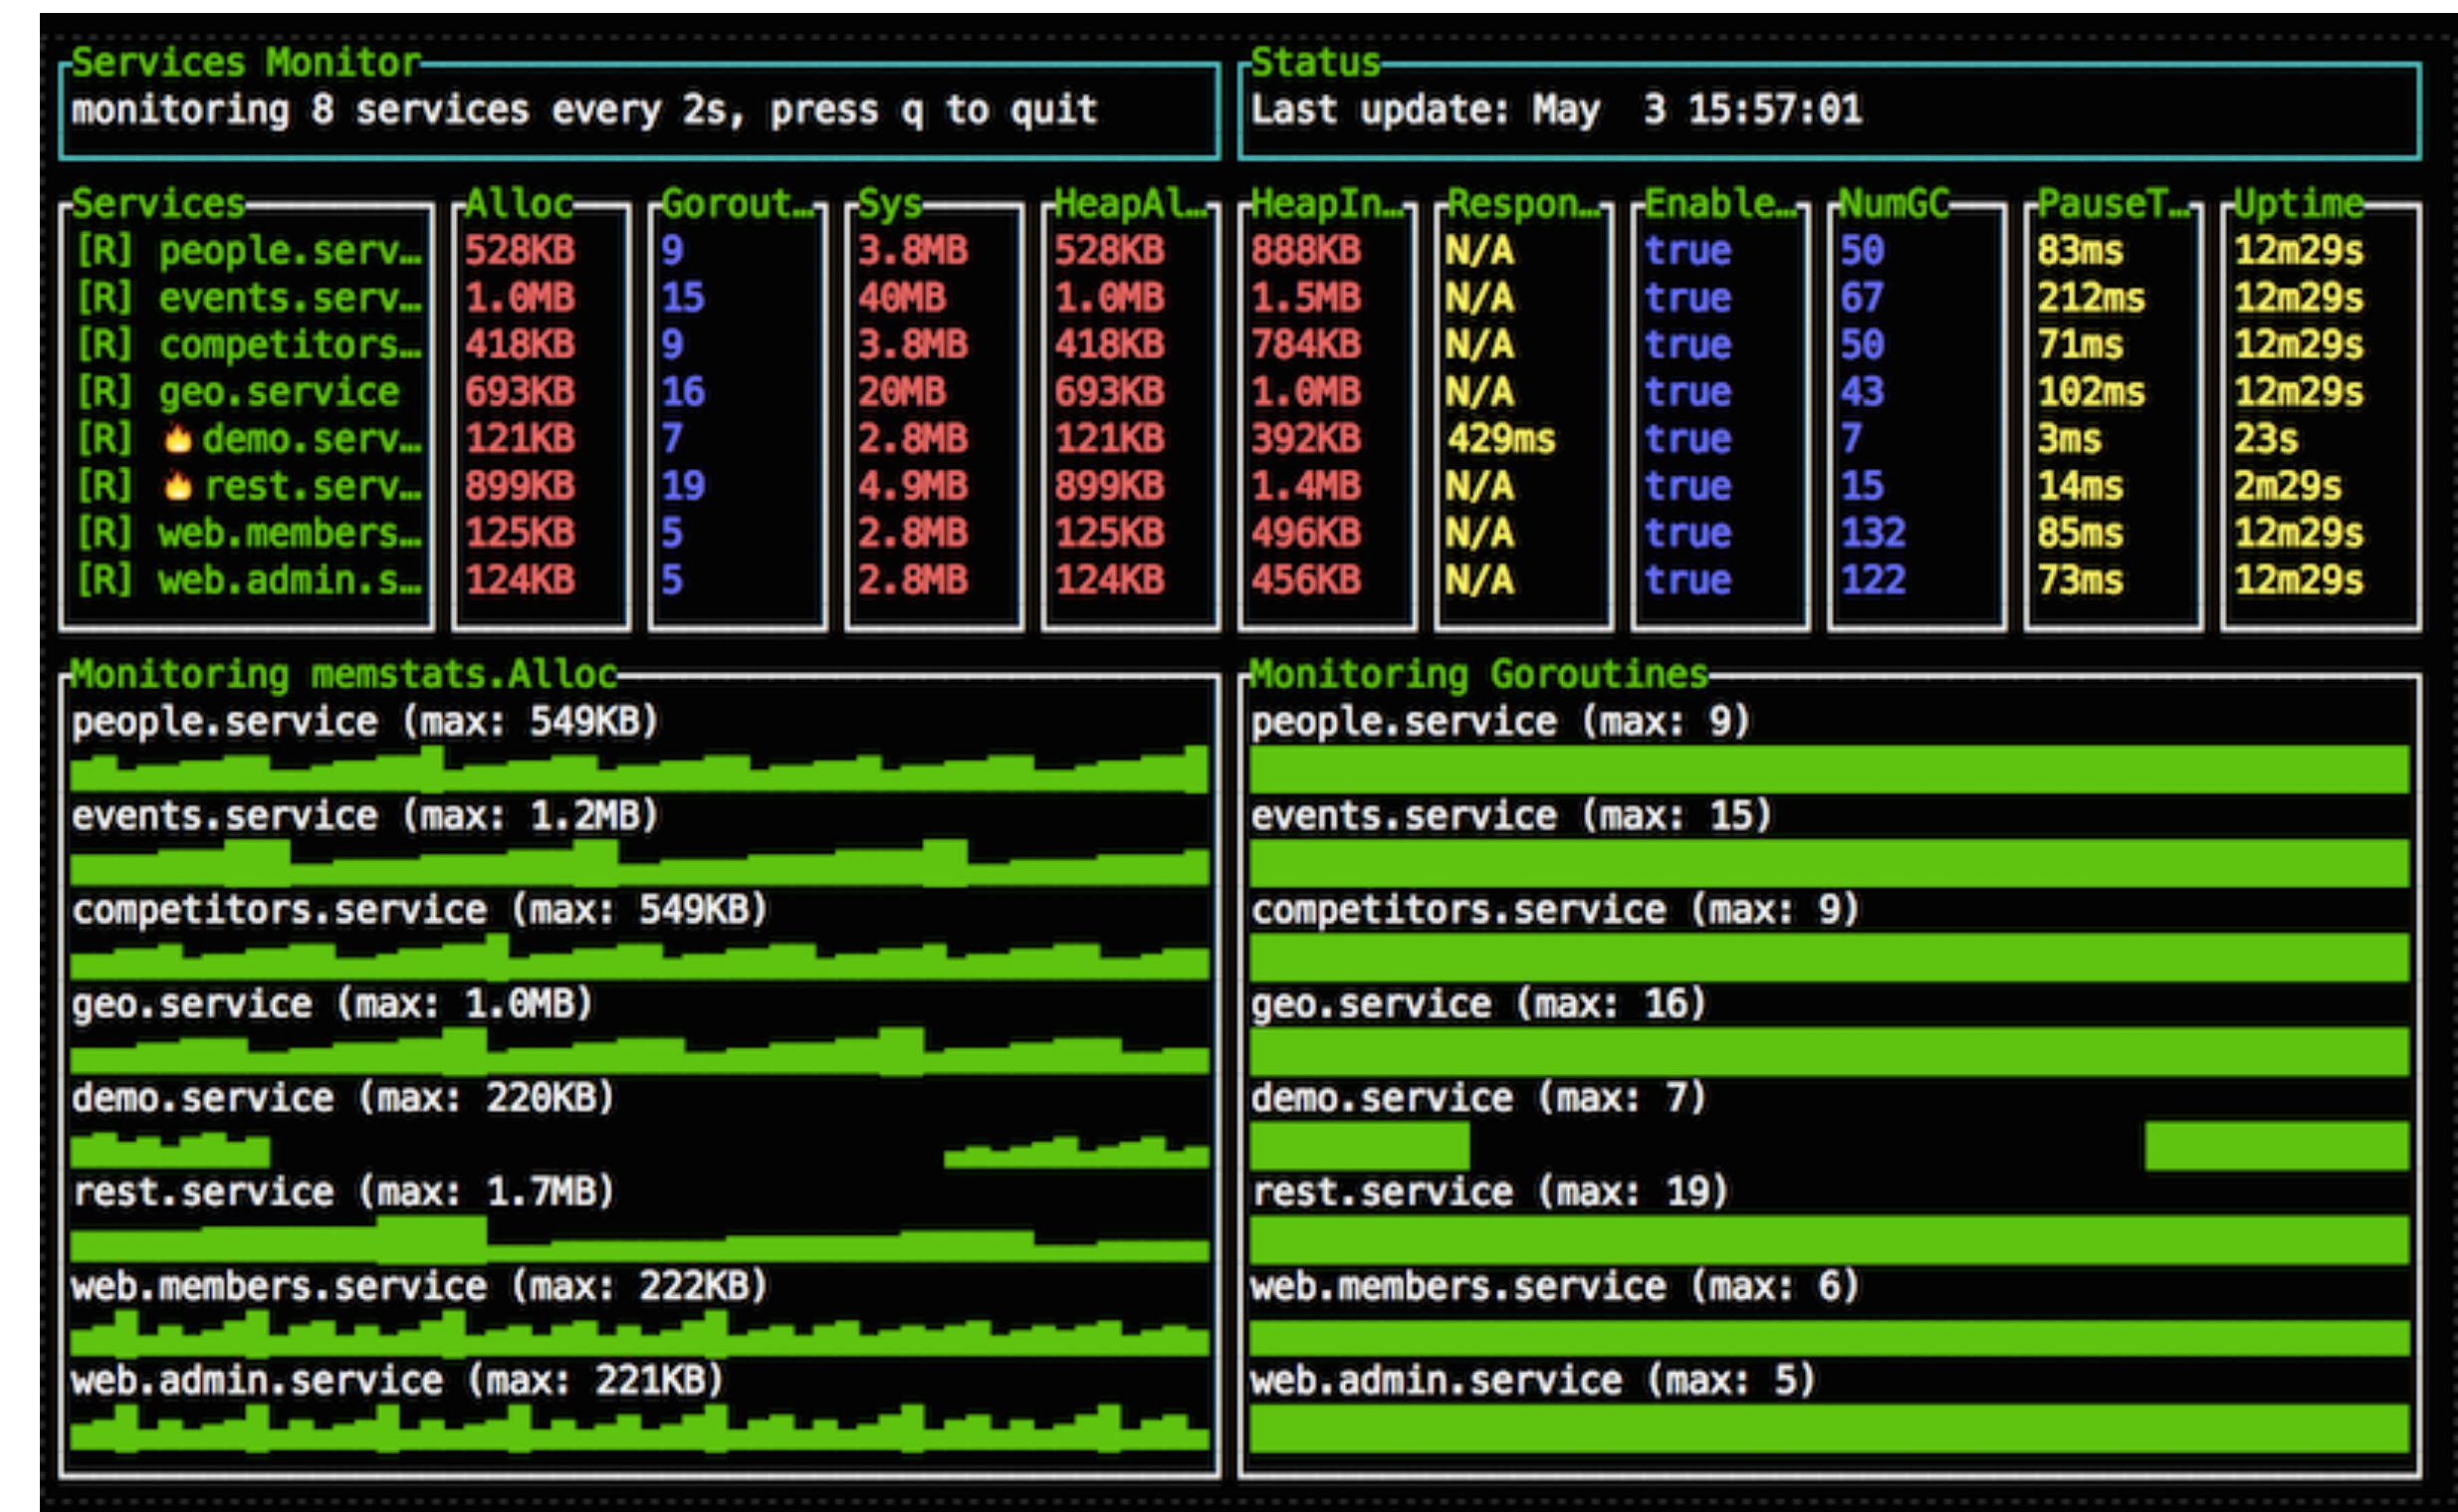 Services Monitor
monitoring 8 services every 2s, press q to quit
Status
Last update: May  3 15:57:01
Services Alloc Gorout… Sys HeapAl… HeapIn… Respon… Enable… NumGC PauseT… Uptime
[R] people.serv… 528KB 9 3.8MB 528KB 888KB N/A true 50 83ms 12m29s
[R] events.serv… 1.0MB 15 40MB 1.0MB 1.5MB N/A true 67 212ms 12m29s
[R] competitors… 418KB 9 3.8MB 418KB 784KB N/A true 50 71ms 12m29s
[R] geo.service 693KB 16 20MB 693KB 1.0MB N/A true 43 102ms 12m29s
[R] 🔥demo.serv… 121KB 7 2.8MB 121KB 392KB 429ms true 7 3ms 23s
[R] 🔥rest.serv… 899KB 19 4.9MB 899KB 1.4MB N/A true 15 14ms 2m29s
[R] web.members… 125KB 5 2.8MB 125KB 496KB N/A true 132 85ms 12m29s
[R] web.admin.s… 124KB 5 2.8MB 124KB 456KB N/A true 122 73ms 12m29s
Monitoring memstats.Alloc
people.service (max: 549KB)
events.service (max: 1.2MB)
competitors.service (max: 549KB)
geo.service (max: 1.0MB)
demo.service (max: 220KB)
rest.service (max: 1.7MB)
web.members.service (max: 222KB)
web.admin.service (max: 221KB)
Monitoring Goroutines
people.service (max: 9)
events.service (max: 15)
competitors.service (max: 9)
geo.service (max: 16)
demo.service (max: 7)
rest.service (max: 19)
web.members.service (max: 6)
web.admin.service (max: 5)